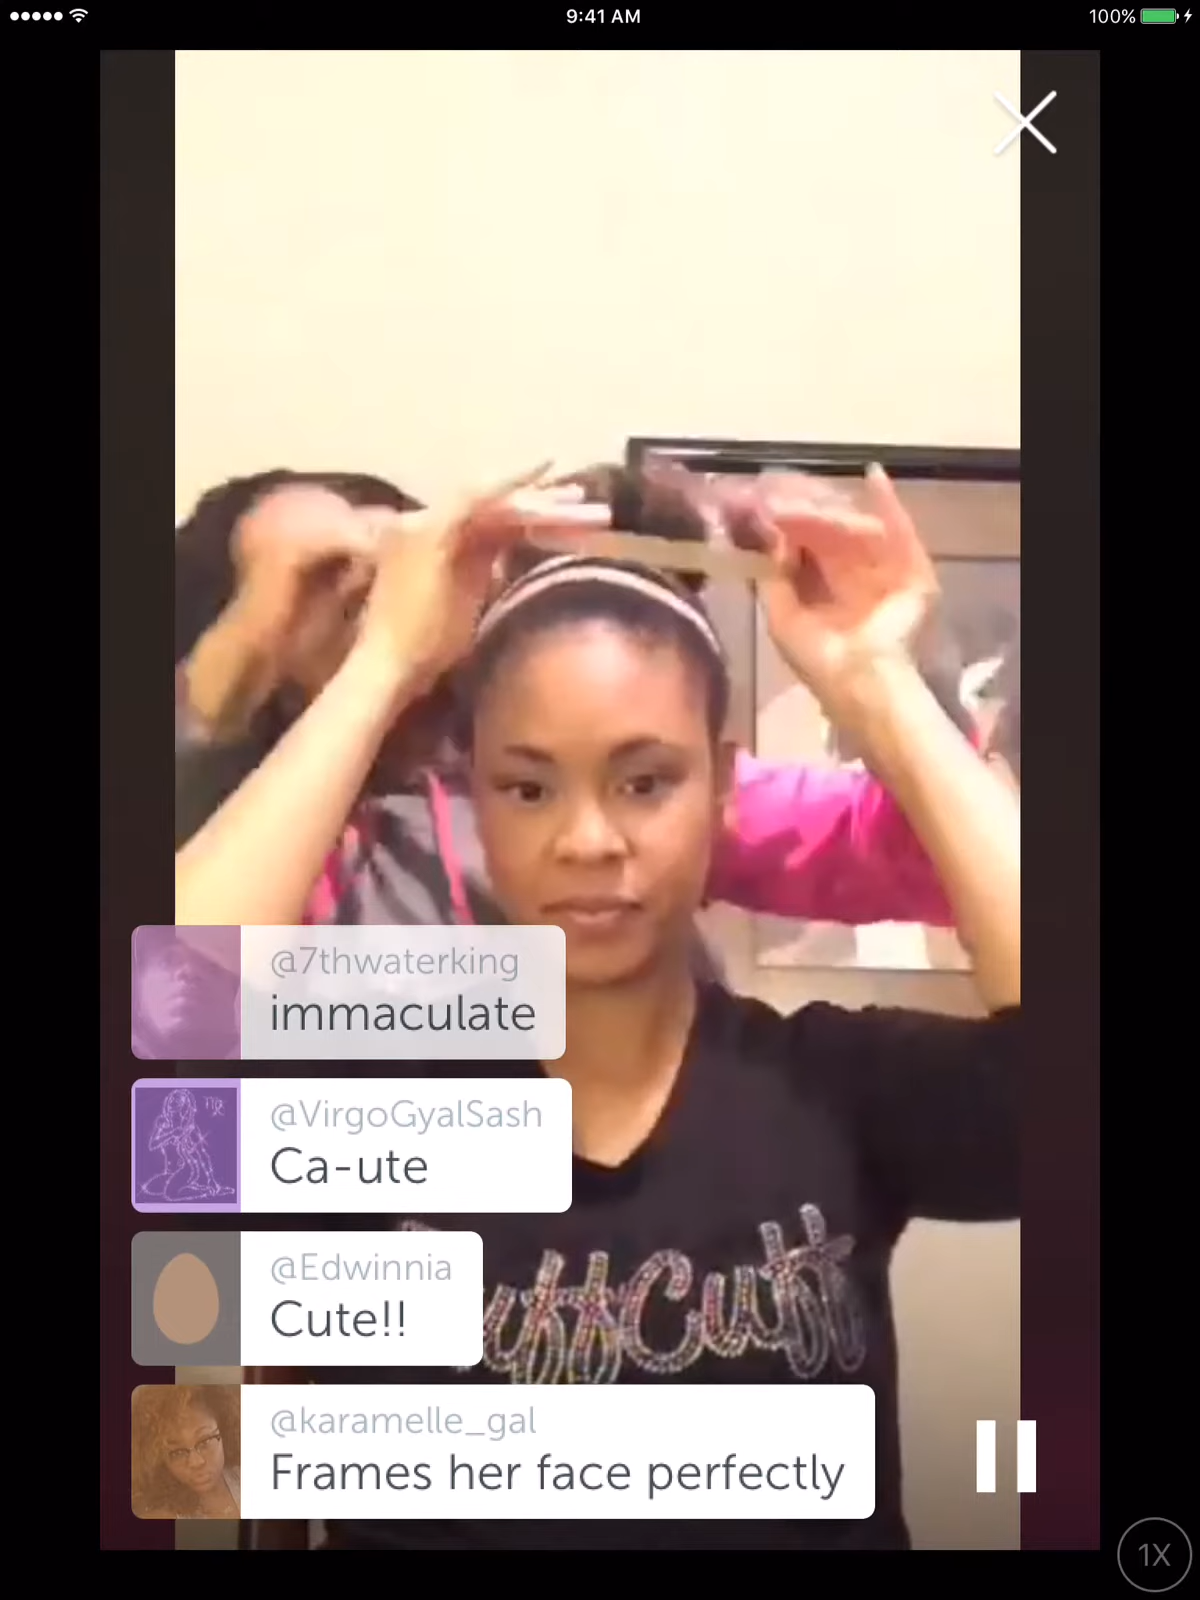 9:41 AM
100%
@7thwaterking
immaculate
@VirgoGyalSash
Ca-ute
@Edwinnia
Cute!!
@karamelle_gal
Frames her face perfectly
1X